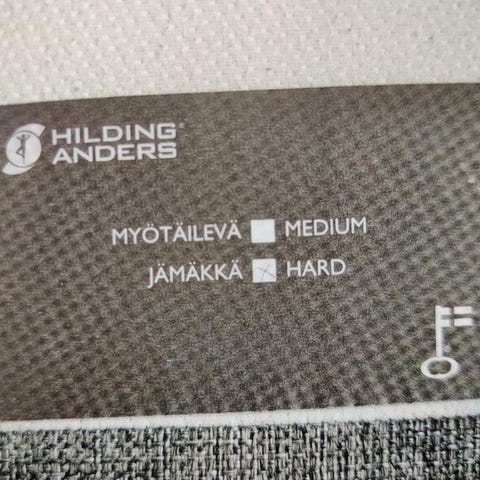 HILDING®
ANDERS
MYÖTÄILEVÄ MEDIUM
JÄMÄKKÄ HARD